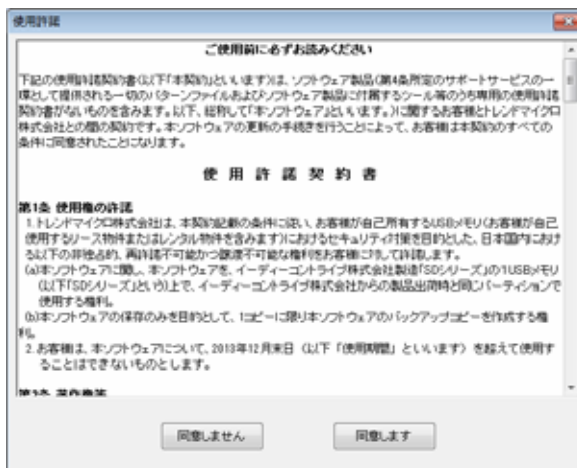 使用許諾
ご使用前に必ずお読みください
下記の使用許諾契約書(以下「本契約」といいます)は、ソフトウェア製品(第4条所定のサポートサービスの一
環として提供される一切のパターンファイルおよびソフトウェア製品に付属するツール等のうち専用の使用許諾
契約書がないものを含みます。以下、総称して「本ソフトウェア」といいます。)に関するお客様とトレンドマイクロ
株式会社との間の契約です。本ソフトウェアの更新の手続きを行うことによって、お客様は本契約のすべての
条件に同意されたことになります。
使 用 許 諾 契 約 書
第1条 使用権の許諾
1.トレンドマイクロ株式会社は、本契約記載の条件に従い、お客様が自己所有するUSBメモリ(お客様が自己
使用するリース物件またはレンタル物件を含みます)におけるセキュリティ対策を目的とした、日本国内におけ
る以下の非独占的、再許諾不可能かつ譲渡不可能な権利をお客様に対して許諾します。
(a)本ソフトウェアに関し、本ソフトウェアを、イーディーコントライブ株式会社製造「SDシリーズ」の1USBメモリ
(以下「SDシリーズ」という)上で、イーディーコントライブ株式会社からの製品出荷時と同じパーティションで
使用する権利。
(b)本ソフトウェアの保存のみを目的として、1コピーに限り本ソフトウェアのバックアップコピーを作成する権
利。
2.お客様は、本ソフトウェアについて、2013年12月末日(以下「使用期間」といいます)を超えて使用す
ることはできないものとします。
第2条 著作権等
同意しません
同意します